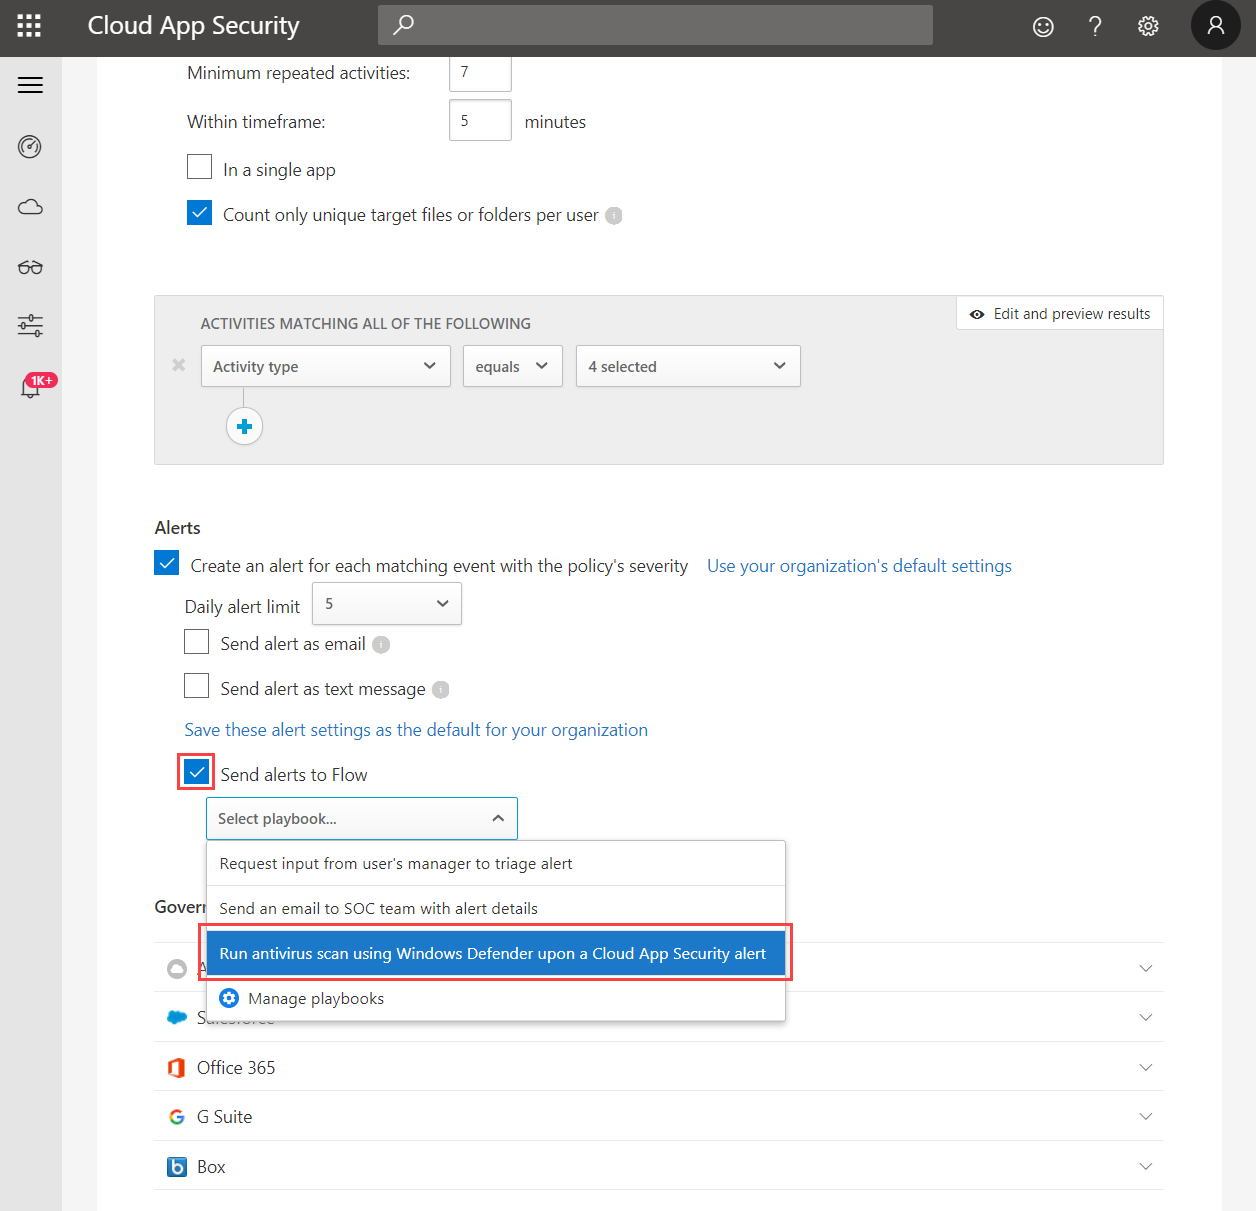 Cloud App Security
Minimum repeated activities: 7
Within timeframe: 5 minutes
In a single app
Count only unique target files or folders per user
Edit and preview results
ACTIVITIES MATCHING ALL OF THE FOLLOWING
Activity type equals 4 selected
1K+
Alerts
Create an alert for each matching event with the policy's severity Use your organization's default settings
Daily alert limit 5
Send alert as email
Send alert as text message
Save these alert settings as the default for your organization
Send alerts to Flow
Select playbook...
Request input from user's manager to triage alert
Send an email to SOC team with alert details
Run antivirus scan using Windows Defender upon a Cloud App Security alert
Manage playbooks
Salesforce
Office 365
G Suite
Box